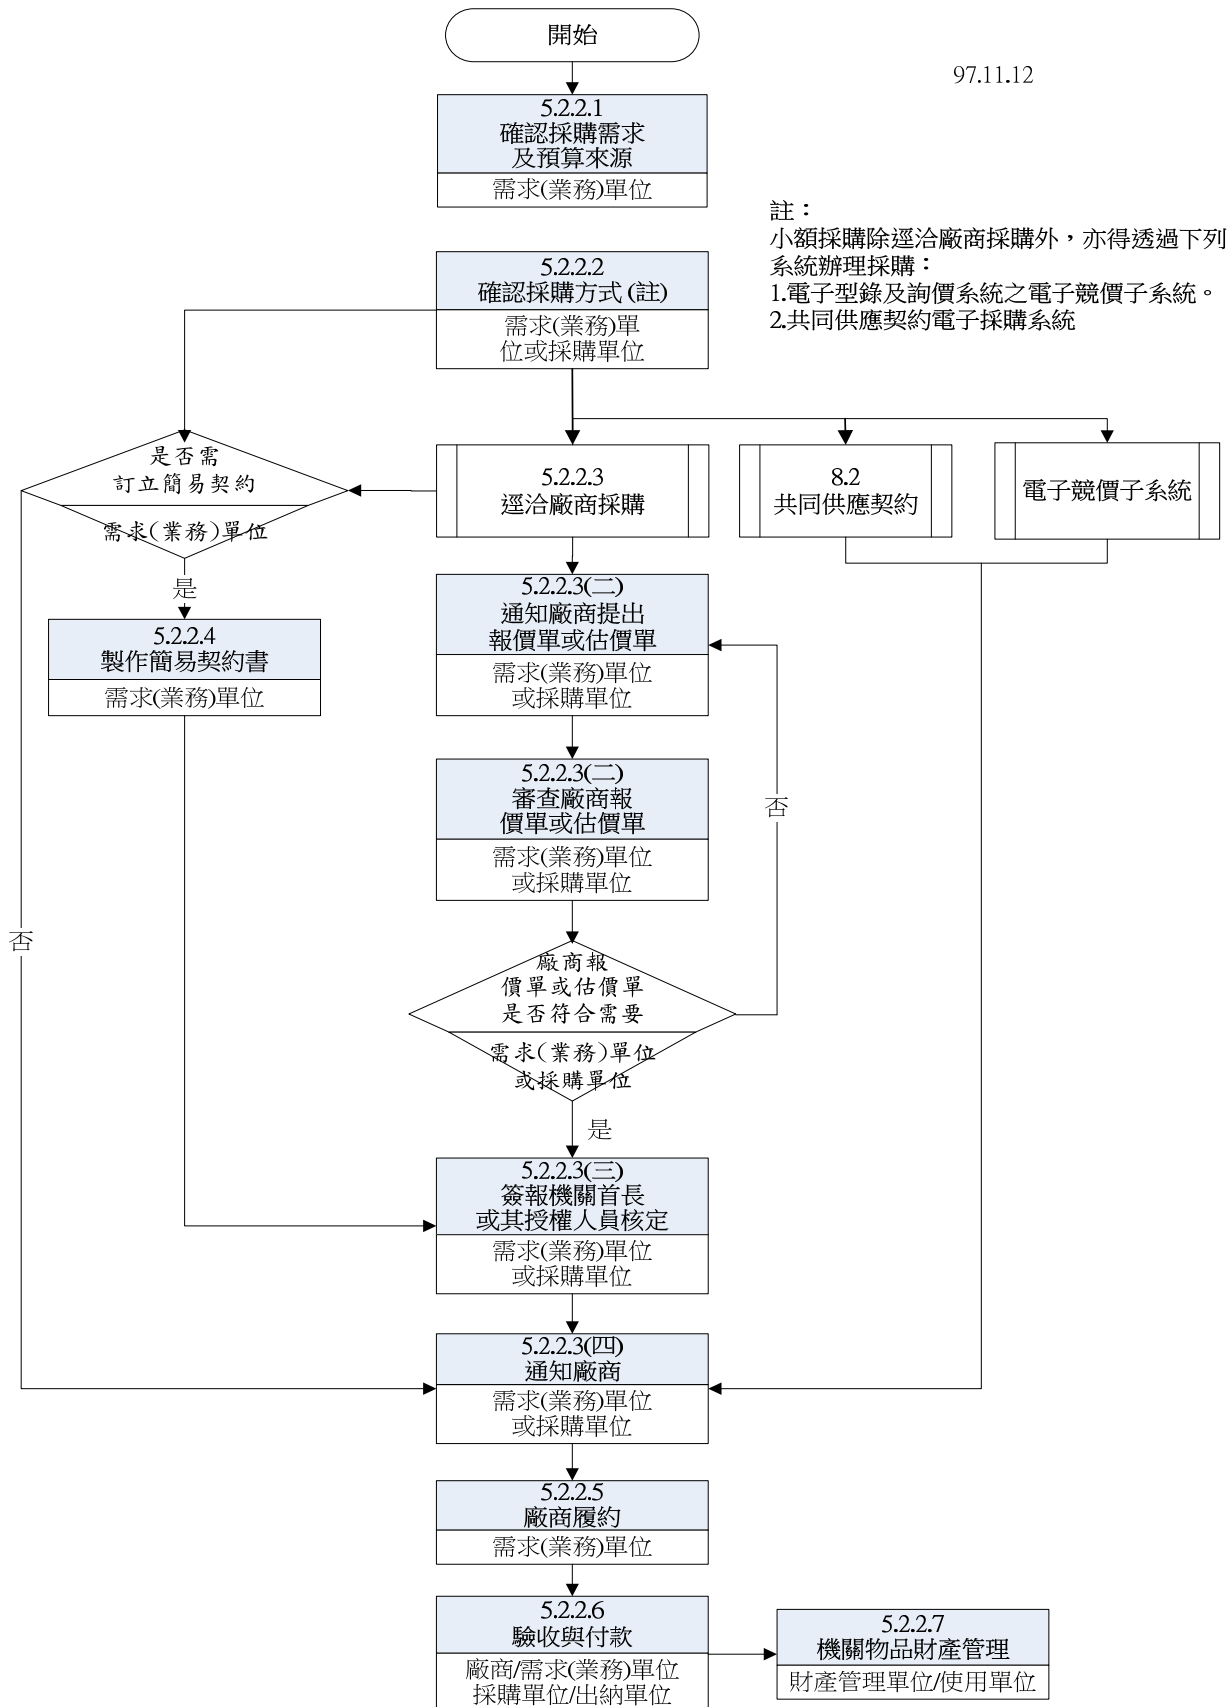 開始
97.11.12
5.2.2.1
確認採購需求
及預算來源
需求(業務)單位
註：
小額採購除逕洽廠商採購外，亦得透過下列
系統辦理採購：
1.電子型錄及詢價系統之電子競價子系統。
2.共同供應契約電子採購系統
5.2.2.2
確認採購方式(註)
需求(業務)單
位或採購單位
是否需
訂立簡易契約
需求(業務)單位
5.2.2.3
逕洽廠商採購
8.2
共同供應契約
電子競價子系統
是
5.2.2.4
製作簡易契約書
需求(業務)單位
5.2.2.3(二)
通知廠商提出
報價單或估價單
需求(業務)單位
或採購單位
5.2.2.3(二)
審查廠商報
價單或估價單
需求(業務)單位
或採購單位
否
否
廠商報
價單或估價單
是否符合需要
需求(業務)單位
或採購單位
是
5.2.2.3(三)
簽報機關首長
或其授權人員核定
需求(業務)單位
或採購單位
5.2.2.3(四)
通知廠商
需求(業務)單位
或採購單位
5.2.2.5
廠商履約
需求(業務)單位
5.2.2.6
驗收與付款
廠商/需求(業務)單位
採購單位/出納單位
5.2.2.7
機關物品財產管理
財產管理單位/使用單位